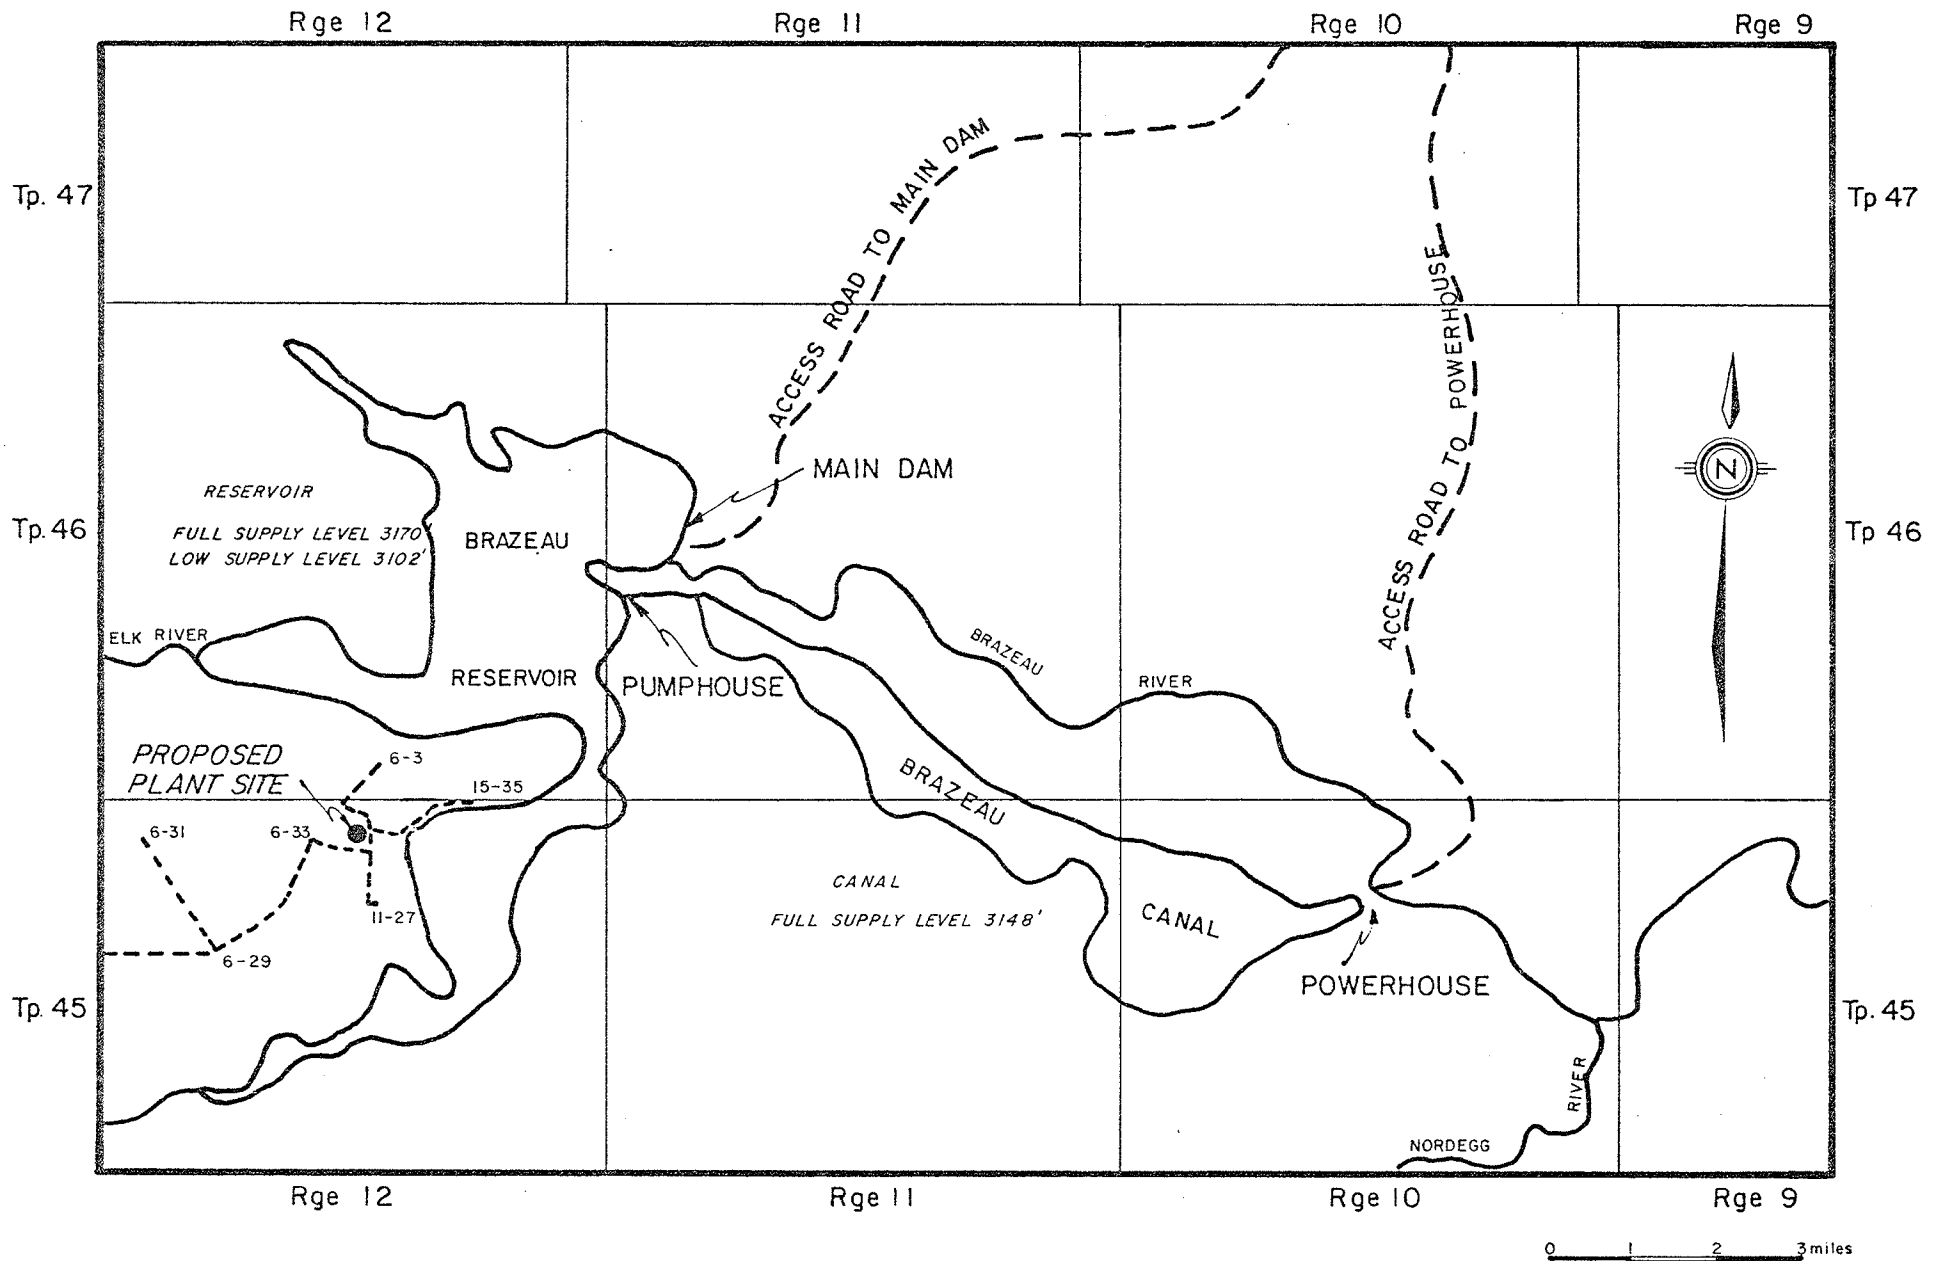 Rge 12
Rge 11
Rge 10
Rge 9
Tp. 47
Tp 47
ACCESS ROAD TO MAIN DAM
ACCESS ROAD TO POWERHOUSE
MAIN DAM
RESERVOIR
FULL SUPPLY LEVEL 3170'
LOW SUPPLY LEVEL 3102'
Tp. 46
BRAZEAU
Tp 46
N
ELK RIVER
RESERVOIR
PUMPHOUSE
BRAZEAU
RIVER
PROPOSED
PLANT SITE
6-3
15-35
6-31
6-33
11-27
6-29
BRAZEAU
CANAL
CANAL
FULL SUPPLY LEVEL 3148'
POWERHOUSE
Tp. 45
Tp. 45
RIVER
NORDEGG
Rge 12
Rge 11
Rge 10
Rge 9
0 1 2 3 miles